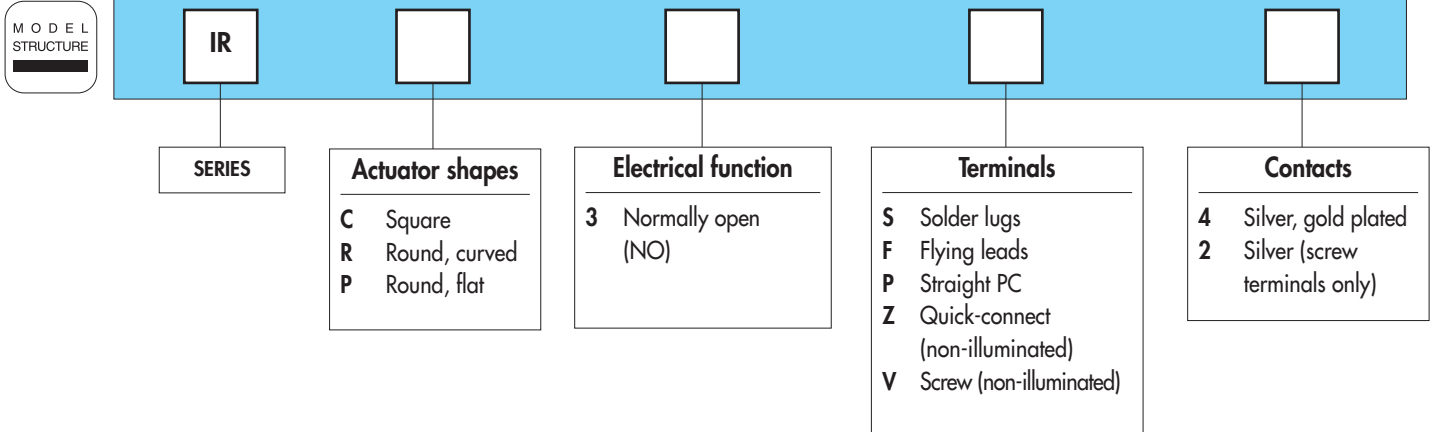 MODEL
STRUCTURE
IR
SERIES
Actuator shapes
C Square
R Round, curved
P Round, flat
Electrical function
3 Normally open
(NO)
Terminals
S Solder lugs
F Flying leads
P Straight PC
Z Quick-connect
(non-illuminated)
V Screw (non-illuminated)
Contacts
4 Silver, gold plated
2 Silver (screw
terminals only)